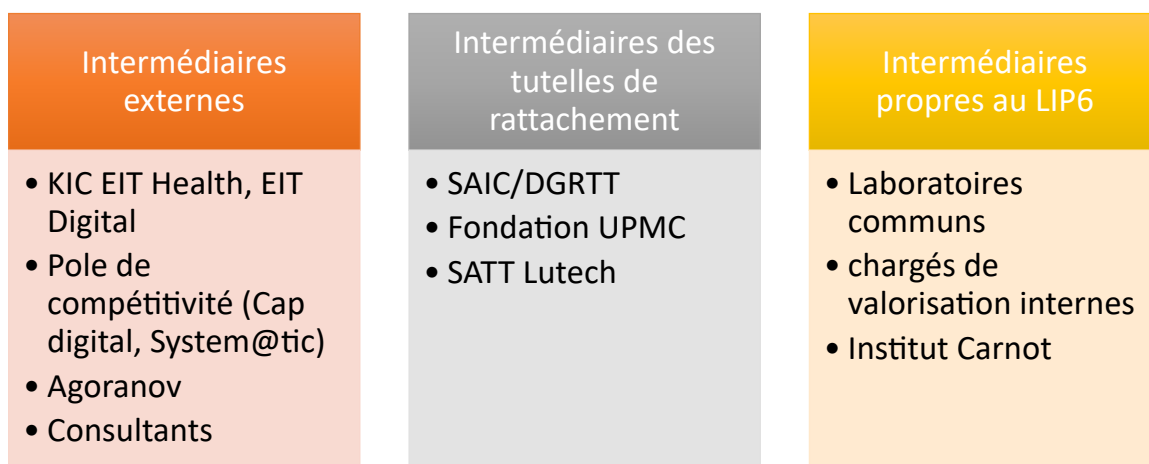 Intermédiaires
externes
• KIC EIT Health, EIT
Digital
• Pole de
compétitivité (Cap
digital, System@tic)
• Agoranov
• Consultants
Intermédiaires des
tutelles de
rattachement
• SAIC/DGRTT
• Fondation UPMC
• SATT Lutech
Intermédiaires
propres au LIP6
• Laboratoires
communs
• chargés de
valorisation internes
• Institut Carnot